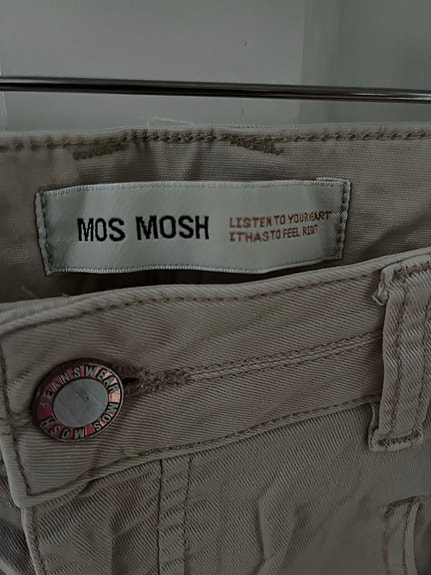 MOS MOSH
LISTEN TO YOUR HEART
IT HAS TO FEEL RIGHT
JEANSWEAR MOS MOSH